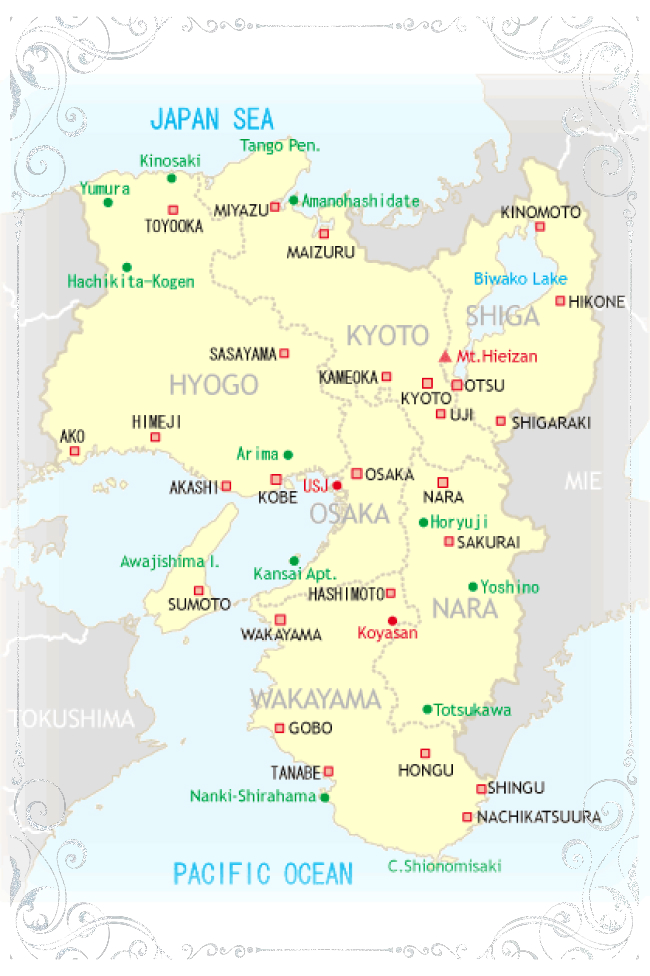 JAPAN SEA
Tango Pen.
Kinosaki
Yumura
Amanohashidate
MIYAZU
TOYOOKA
KINOMOTO
MAIZURU
Hachikita-Kogen
Biwako Lake
HIKONE
SHIGA
KYOTO
SASAYAMA
Mt.Hieizan
KAMEOKA
HYOGO
OTSU
KYOTO
UJI
SHIGARAKI
HIMEJI
AKO
Arima
OSAKA
MIE
AKASHI
KOBE
USJ
NARA
OSAKA
Horyuji
SAKURAI
Awajishima I.
Kansai Apt.
Yoshino
HASHIMOTO
SUMOTO
NARA
WAKAYAMA
Koyasan
WAKAYAMA
Totsukawa
TOKUSHIMA
GOBO
TANABE
HONGU
SHINGU
Nanki-Shirahama
NACHIKATSUURA
C.Shionomisaki
PACIFIC OCEAN